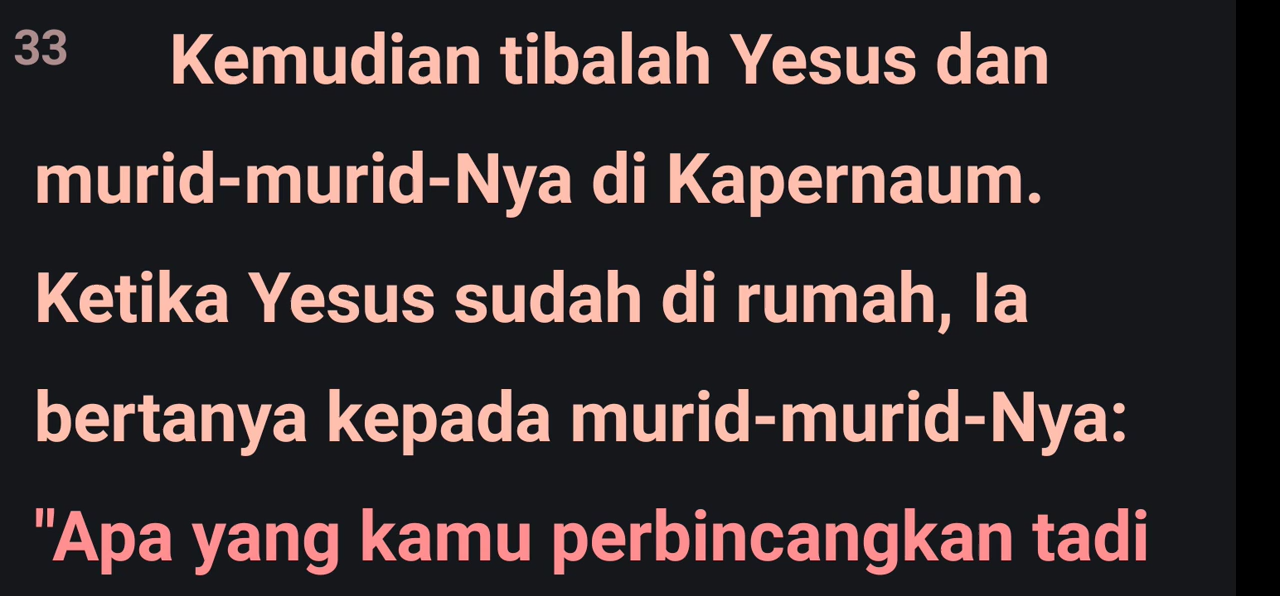 33 Kemudian tibalah Yesus dan
murid-murid-Nya di Kapernaum.
Ketika Yesus sudah di rumah, Ia
bertanya kepada murid-murid-Nya:
"Apa yang kamu perbincangkan tadi